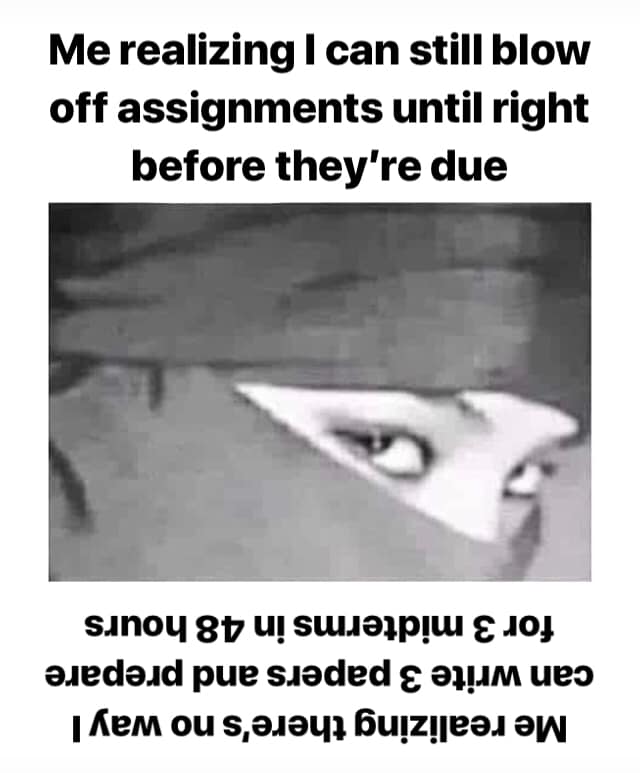 Me realizing I can still blow
off assignments until right
before they're due
Me realizing there's no way I
can write 3 papers and prepare
for 3 midterms in 48 hours